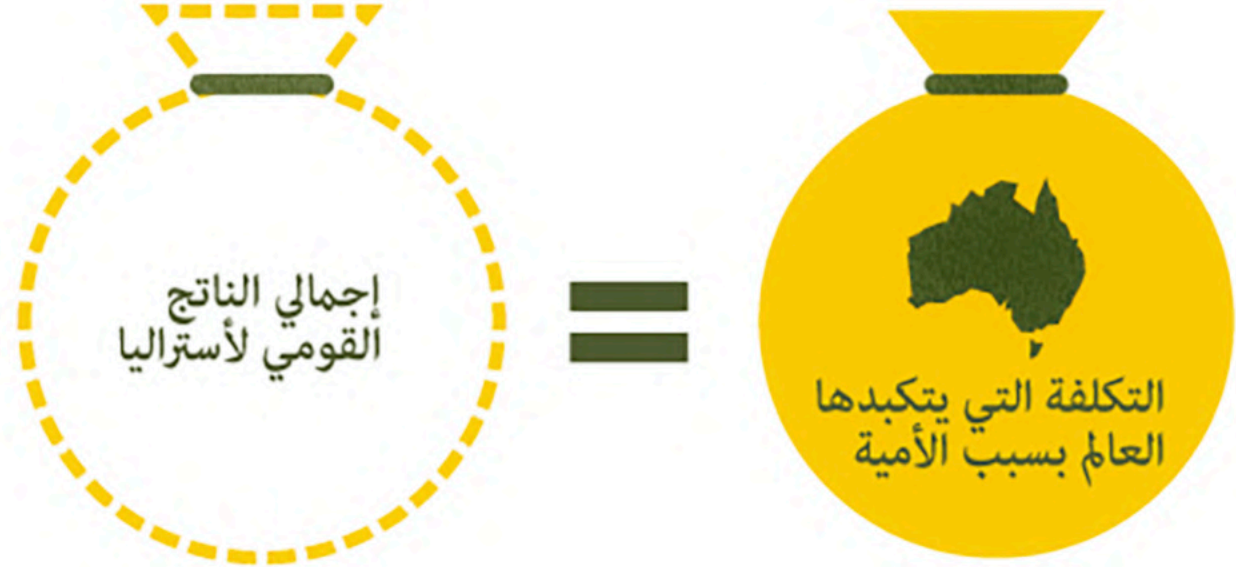 التكلفة التي يتكبدها
العالم بسبب الأمية
=
إجمالي الناتج
القومي لأستراليا